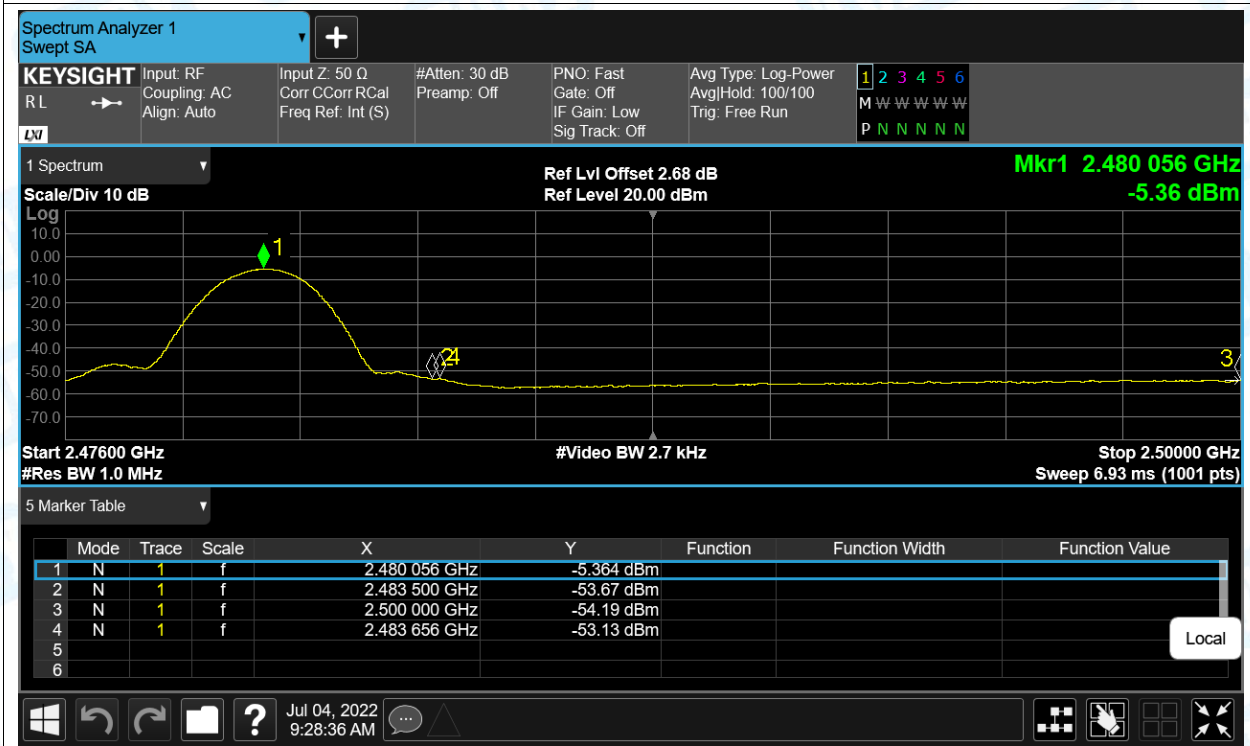 Spectrum Analyzer 1
Swept SA
KEYSIGHT Input: RF Input Z: 50 Ω #Atten: 30 dB PNO: Fast Avg Type: Log-Power 1 2 3 4 5 6
R L Coupling: AC Corr CCorr RCal Preamp: Off Gate: Off Avg|Hold: 100/100 M W W W W W
Align: Auto Freq Ref: Int (S) IF Gain: Low Trig: Free Run
LXI Sig Track: Off P N N N N N
1 Spectrum Ref Lvl Offset 2.68 dB Mkr1 2.480 056 GHz
Scale/Div 10 dB Ref Level 20.00 dBm -5.36 dBm
Log
10.0
1
0.00
-10.0
-20.0
-30.0
-40.0
2 4 3
-50.0
-60.0
-70.0
Start 2.47600 GHz #Video BW 2.7 kHz Stop 2.50000 GHz
#Res BW 1.0 MHz Sweep 6.93 ms (1001 pts)
5 Marker Table
Mode Trace Scale X Y Function Function Width Function Value
1 N 1 f 2.480 056 GHz -5.364 dBm
2 N 1 f 2.483 500 GHz -53.67 dBm
3 N 1 f 2.500 000 GHz -54.19 dBm
4 N 1 f 2.483 656 GHz -53.13 dBm
5
6
Local
? Jul 04, 2022
9:28:36 AM